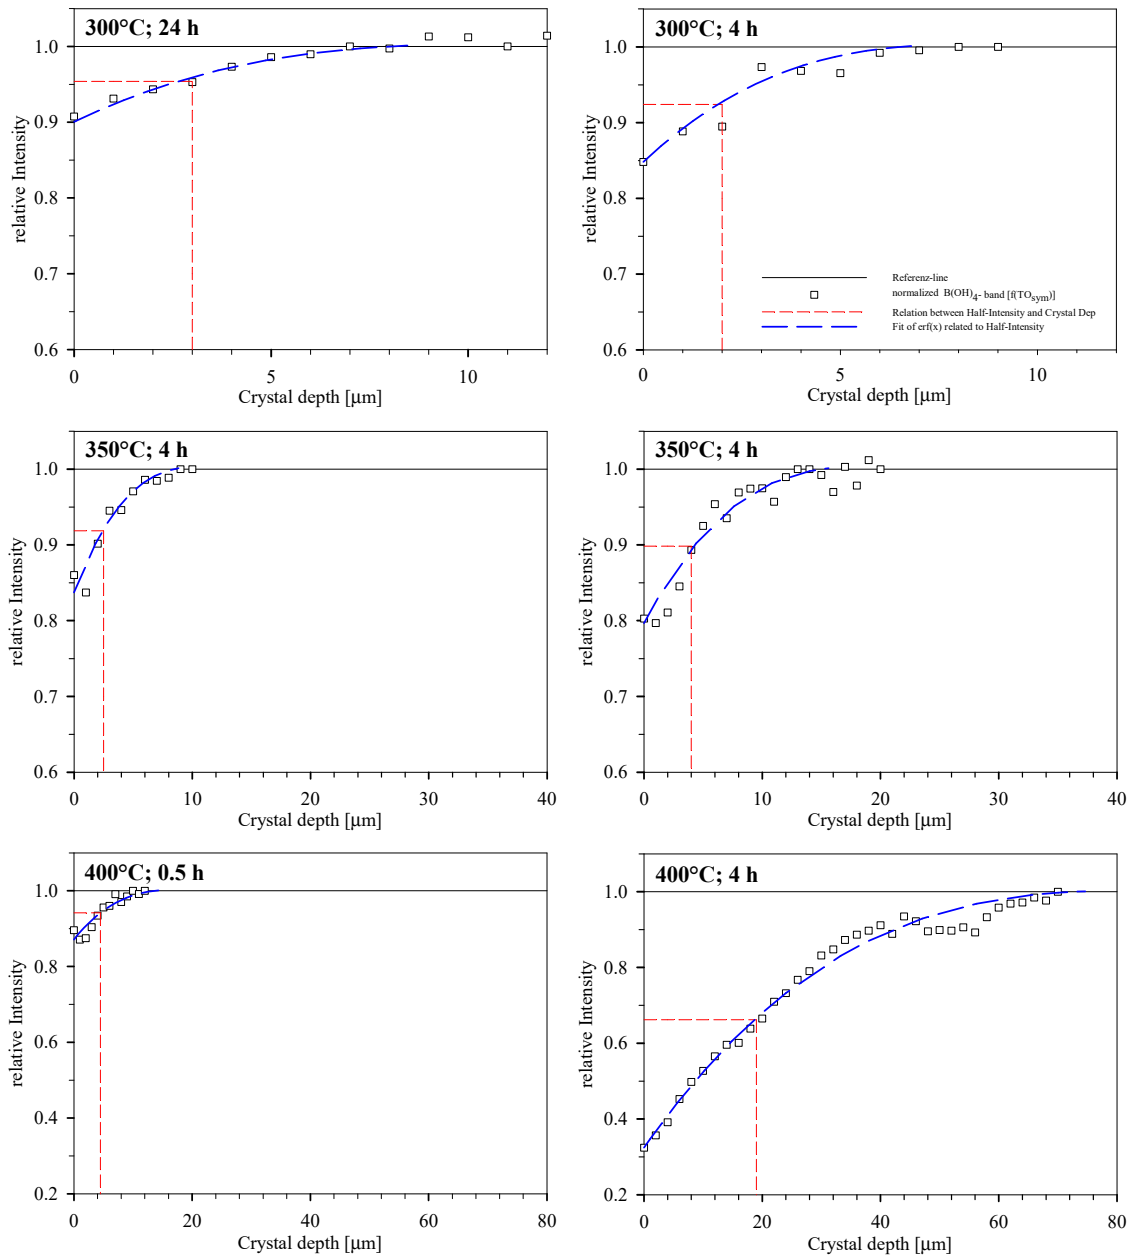 300°C; 24 h
1.0
0.9
0.8
0.7
0.6
relative Intensity
0
5
10
Crystal depth [µm]
300°C; 4 h
1.0
0.9
0.8
0.7
0.6
relative Intensity
Referenz-line
normalized B(OH)4- band [f(TOsym)]
Relation between Half-Intensity and Crystal Dep
Fit of erf(x) related to Half-Intensity
0
5
10
Crystal depth [µm]
350°C; 4 h
1.0
0.9
0.8
0.7
0.6
relative Intensity
0
10
20
30
40
Crystal depth [µm]
350°C; 4 h
1.0
0.9
0.8
0.7
0.6
relative Intensity
0
10
20
30
40
Crystal depth [µm]
400°C; 0.5 h
1.0
0.8
0.6
0.4
0.2
relative Intensity
0
20
40
60
80
Crystal depth [µm]
400°C; 4 h
1.0
0.8
0.6
0.4
0.2
relative Intensity
0
20
40
60
80
Crystal depth [µm]